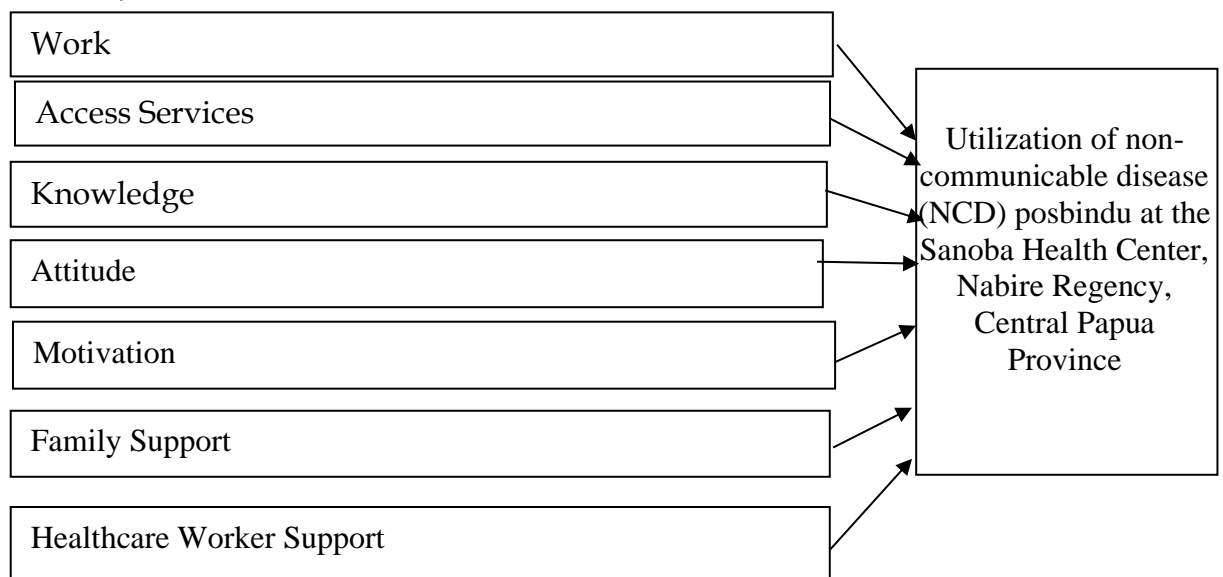 Work
Access Services
Knowledge
Attitude
Motivation
Family Support
Healthcare Worker Support
Utilization of non-
communicable disease
(NCD) posbindu at the
Sanoba Health Center,
Nabire Regency,
Central Papua
Province